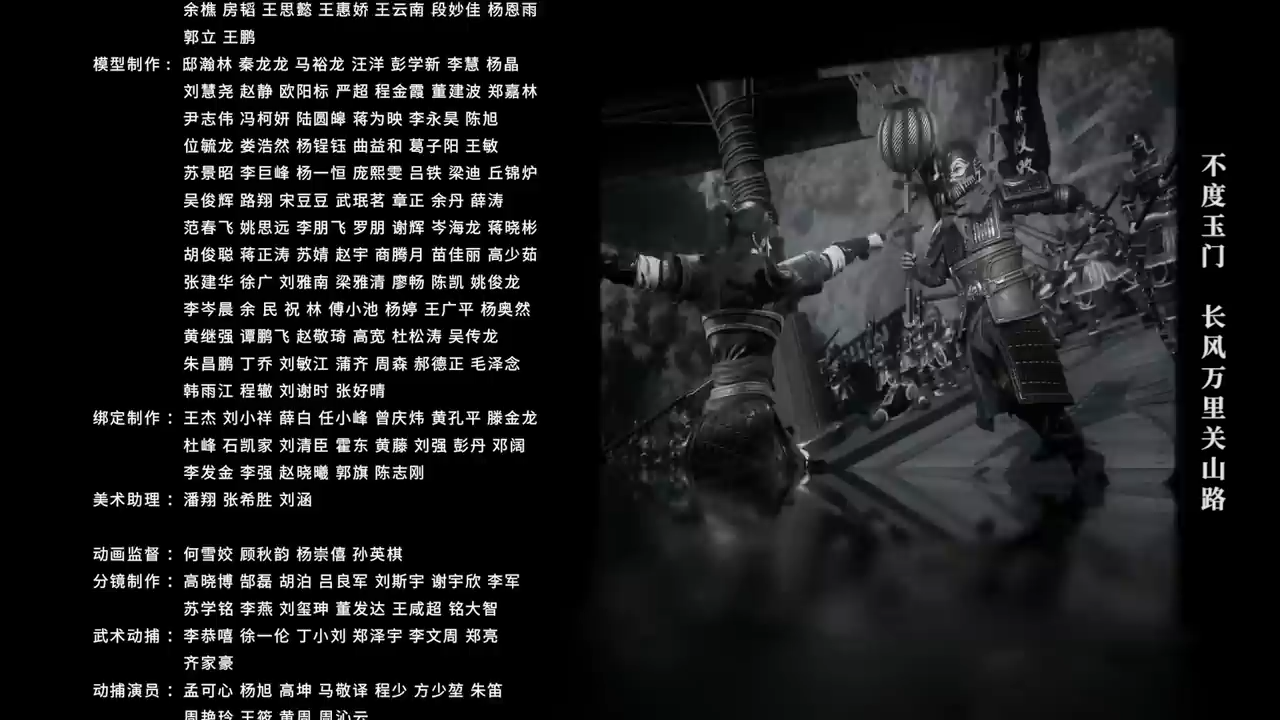 余樵 房韬 王思懿 王惠娇 王云南 段妙佳 杨恩雨
郭立 王鹏
模型制作： 邱瀚林 秦龙龙 马裕龙 汪洋 彭学新 李慧 杨晶
刘慧尧 赵静 欧阳标 严超 程金霞 董建波 郑嘉林
尹志伟 冯柯妍 陆圆皞 蒋为映 李永昊 陈旭
位毓龙 娄浩然 杨锃钰 曲益和 葛子阳 王敏
苏景昭 李巨峰 杨一恒 庞熙雯 吕铁 梁迪 丘锦炉
吴俊辉 路翔 宋豆豆 武珉茗 章正 余丹 薛涛
范春飞 姚思远 李朋飞 罗朋 谢辉 岑海龙 蒋晓彬
胡俊聪 蒋正涛 苏婧 赵宇 商腾月 苗佳丽 高少茹
张建华 徐广 刘雅南 梁雅清 廖畅 陈凯 姚俊龙
李岑晨 余 民 祝 林 傅小池 杨婷 王广平 杨奥然
黄继强 谭鹏飞 赵敬琦 高宽 杜松涛 吴传龙
朱昌鹏 丁乔 刘敏江 蒲齐 周森 郝德正 毛泽念
韩雨江 程辙 刘谢时 张好晴
绑定制作： 王杰 刘小祥 薛白 任小峰 曾庆炜 黄孔平 滕金龙
杜峰 石凯家 刘清臣 霍东 黄藤 刘强 彭丹 邓阔
李发金 李强 赵晓曦 郭旗 陈志刚
美术助理： 潘翔 张希胜 刘涵
动画监督： 何雪姣 顾秋韵 杨崇僖 孙英棋
分镜制作： 高晓博 郜磊 胡泊 吕良军 刘斯宇 谢宇欣 李军
苏学铭 李燕 刘玺珅 董发达 王咸超 铭大智
武术动捕： 李恭嘻 徐一伦 丁小刘 郑泽宇 李文周 郑亮
齐家豪
动捕演员： 孟可心 杨旭 高坤 马敬译 程少 方少堃 朱笛
周艳玲 王筱 黄周 周沁云
不度玉门 长风万里关山路